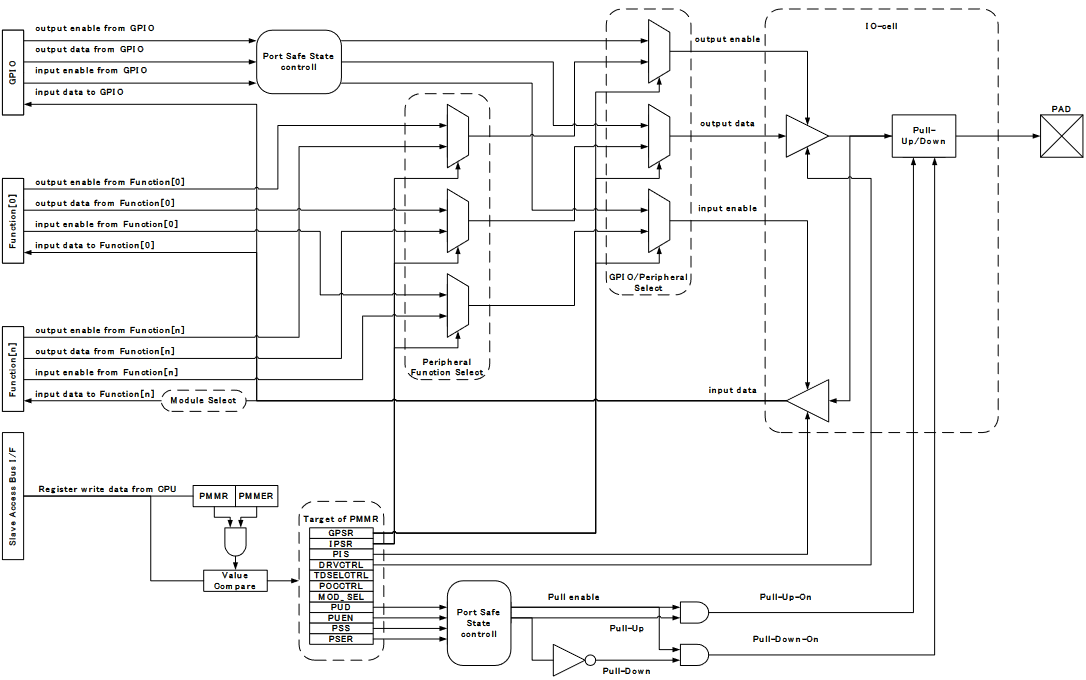 output enable from GPIO
output data from GPIO
input enable from GPIO
input data to GPIO
GPIO
Port Safe State
controll
output enable
output data
input enable
input data
IO-cell
Pull-
Up/Down
PAD
GPIO/Peripheral
Select
output enable from Function[0]
output data from Function[0]
input enable from Function[0]
input data to Function[0]
Function[0]
output enable from Function[n]
output data from Function[n]
input enable from Function[n]
input data to Function[n]
Function[n]
Module Select
Peripheral
Function Select
Slave Access Bus I/F
Register write data from CPU
PMMR
PMMER
Value
Compare
Target of PMMR
GPSR
IPSR
PIS
DRVCTRL
TDSELCTRL
POCCTRL
MOD_SEL
PUD
PUEN
PSS
PSER
Port Safe
State
controll
Pull enable
Pull-Up
Pull-Down
Pull-Up-On
Pull-Down-On